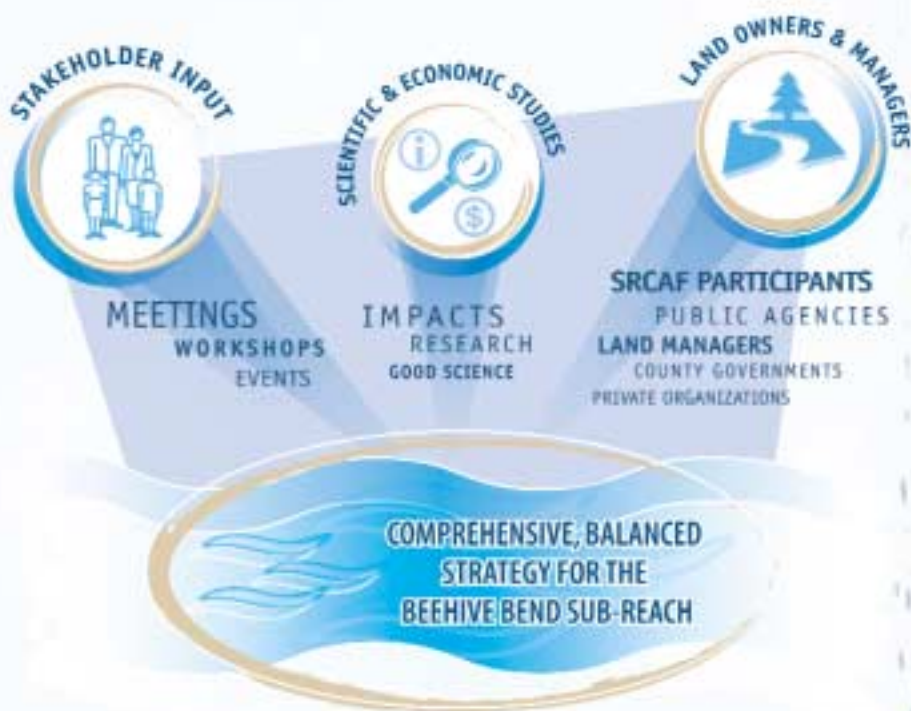 STAKEHOLDER INPUT
MEETINGS
WORKSHOPS
EVENTS
SCIENTIFIC & ECONOMIC STUDIES
i
$
IMPACTS
RESEARCH
GOOD SCIENCE
LAND OWNERS & MANAGERS
SRCAF PARTICIPANTS
PUBLIC AGENCIES
LAND MANAGERS
COUNTY GOVERNMENTS
PRIVATE ORGANIZATIONS
COMPREHENSIVE, BALANCED
STRATEGY FOR THE
BEEHIVE BEND SUB-REACH